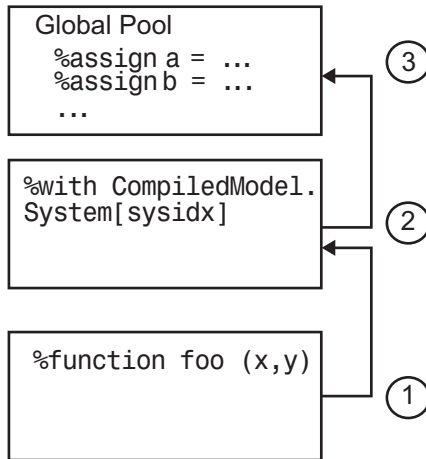 Global Pool
%assign a = ...
%assign b = ...
...
3
%with CompiledModel.
System[sysidx]
2
%function foo (x,y)
1